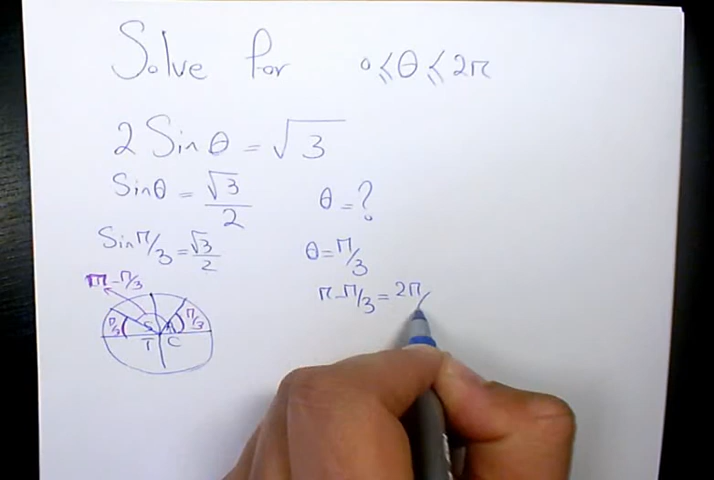 Solve for 0⩽θ⩽2π
2 Sin θ = √3
Sinθ = √3/2 θ = ?
Sin π/3 = √3/2 θ = π/3
π - π/3
π - π/3 = 2π/
π/3 S A π/3
T C